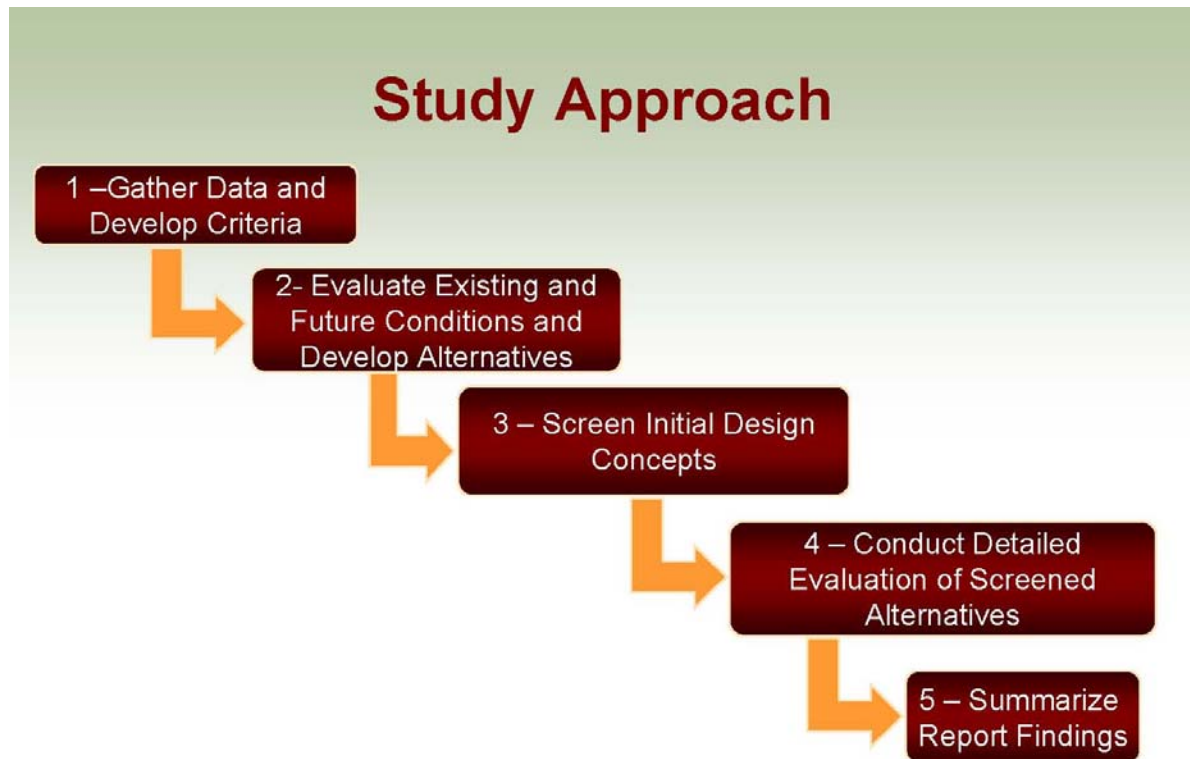 Study Approach
1 –Gather Data and
Develop Criteria
2- Evaluate Existing and
Future Conditions and
Develop Alternatives
3 – Screen Initial Design
Concepts
4 – Conduct Detailed
Evaluation of Screened
Alternatives
5 – Summarize
Report Findings